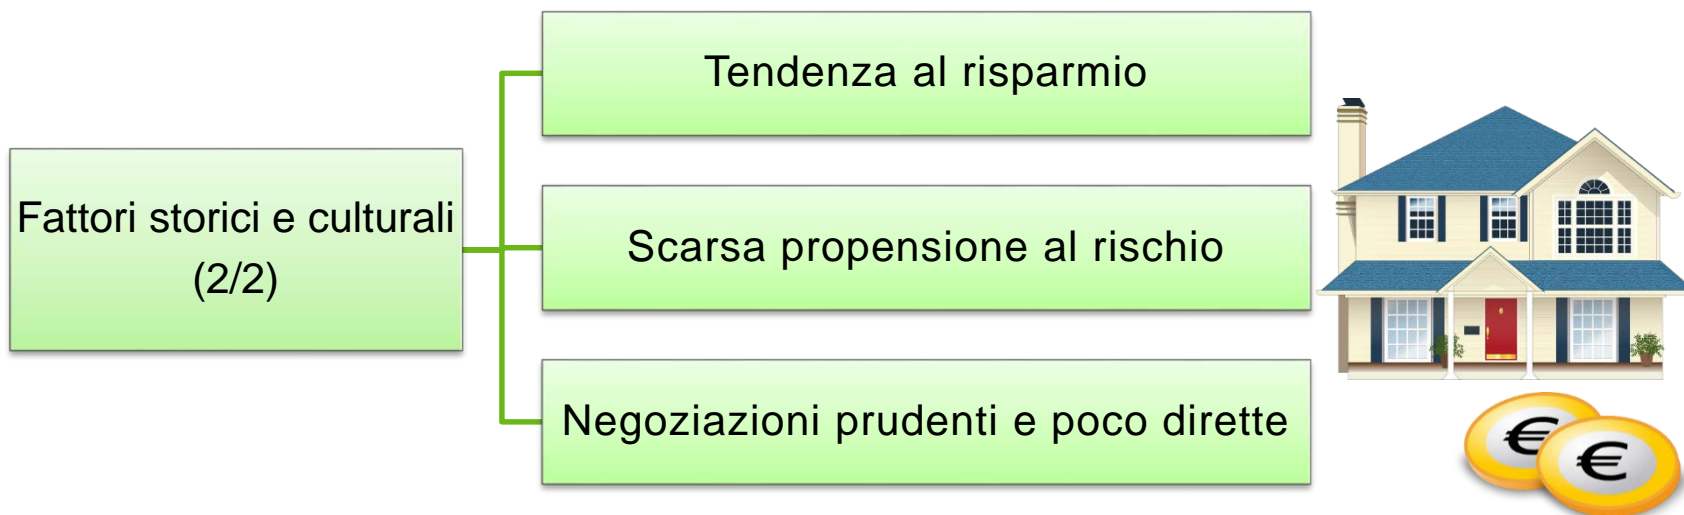 Tendenza al risparmio
Fattori storici e culturali
(2/2)
Scarsa propensione al rischio
Negoziazioni prudenti e poco dirette
€
€